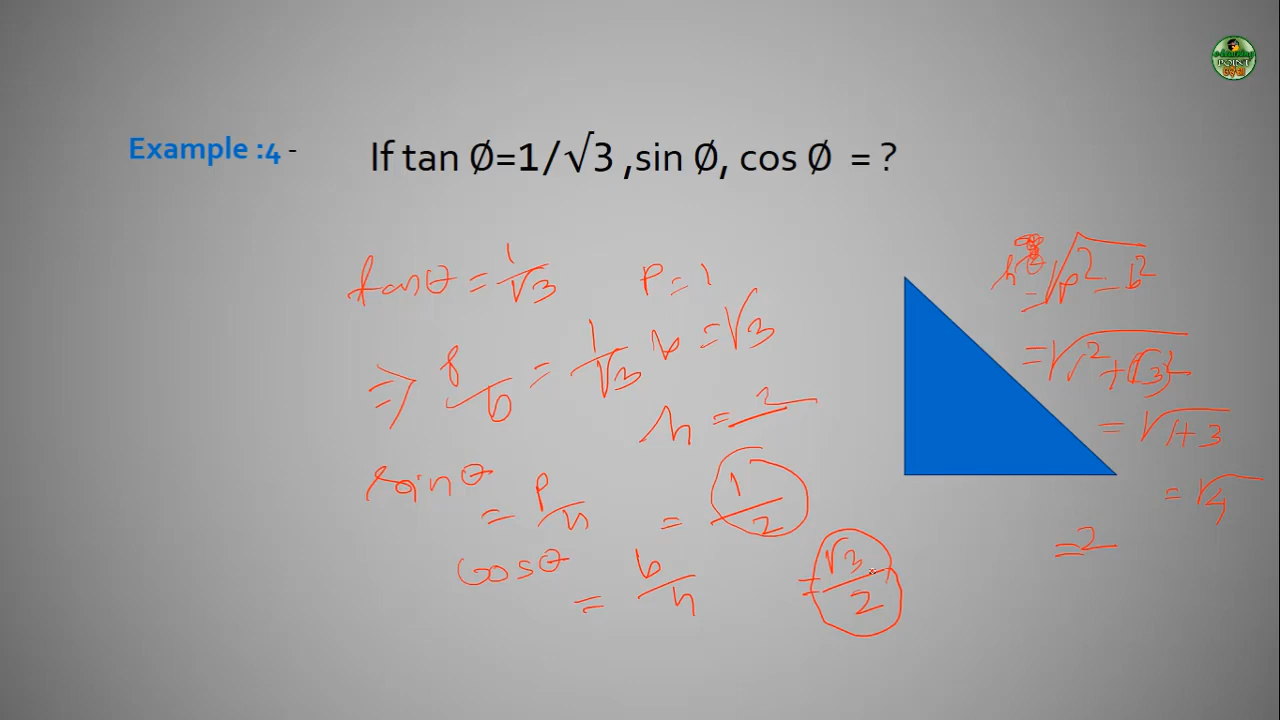 Example :4 -
If tan Ø=1/√3 ,sin Ø, cos Ø = ?
tanθ = 1/√3
P = 1
⇒ p/b = 1/√3
b = √3
h = 2
sinθ = P/h = 1/2
cosθ = b/h = √3/2
h = √p² - b²
= √1² + (√3)²
= √1+3
= √4
= 2
POINT